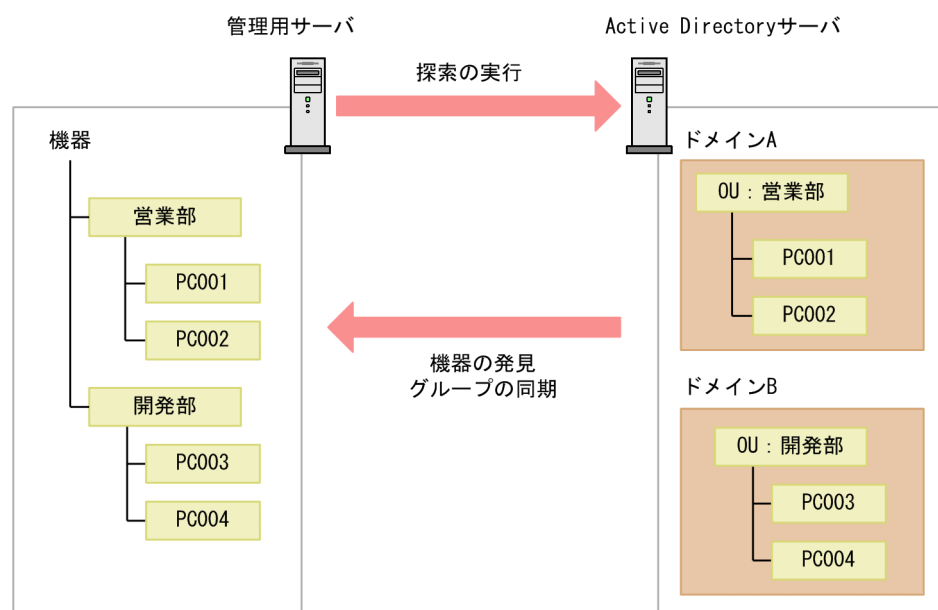 管理用サーバ
Active Directoryサーバ
探索の実行
機器
営業部
PC001
PC002
開発部
PC003
PC004
機器の発見
グループの同期
ドメインA
OU：営業部
PC001
PC002
ドメインB
OU：開発部
PC003
PC004